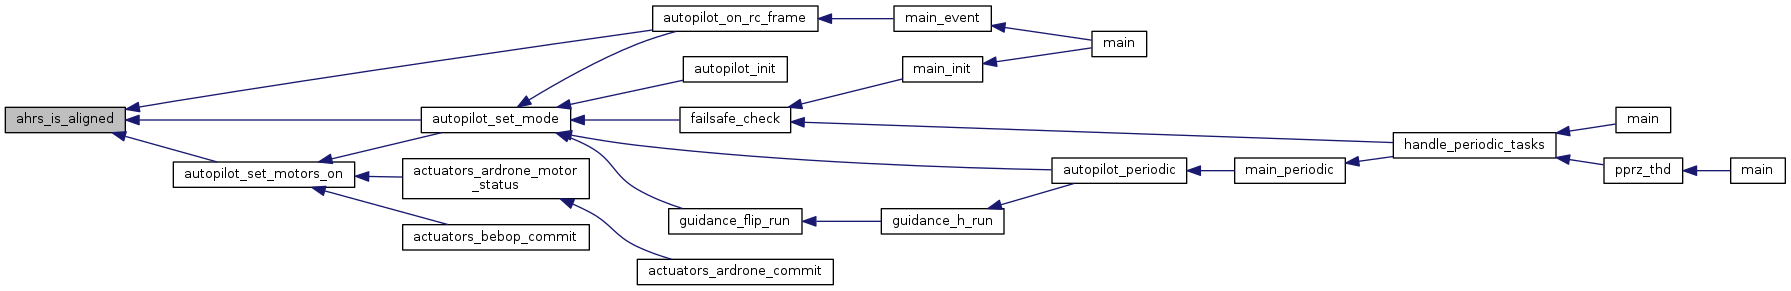 autopilot_on_rc_frame
main_event
main
autopilot_init
main_init
ahrs_is_aligned
autopilot_set_mode
failsafe_check
main
handle_periodic_tasks
autopilot_set_motors_on
actuators_ardrone_motor
_status
autopilot_periodic
main_periodic
pprz_thd
main
guidance_flip_run
guidance_h_run
actuators_bebop_commit
actuators_ardrone_commit